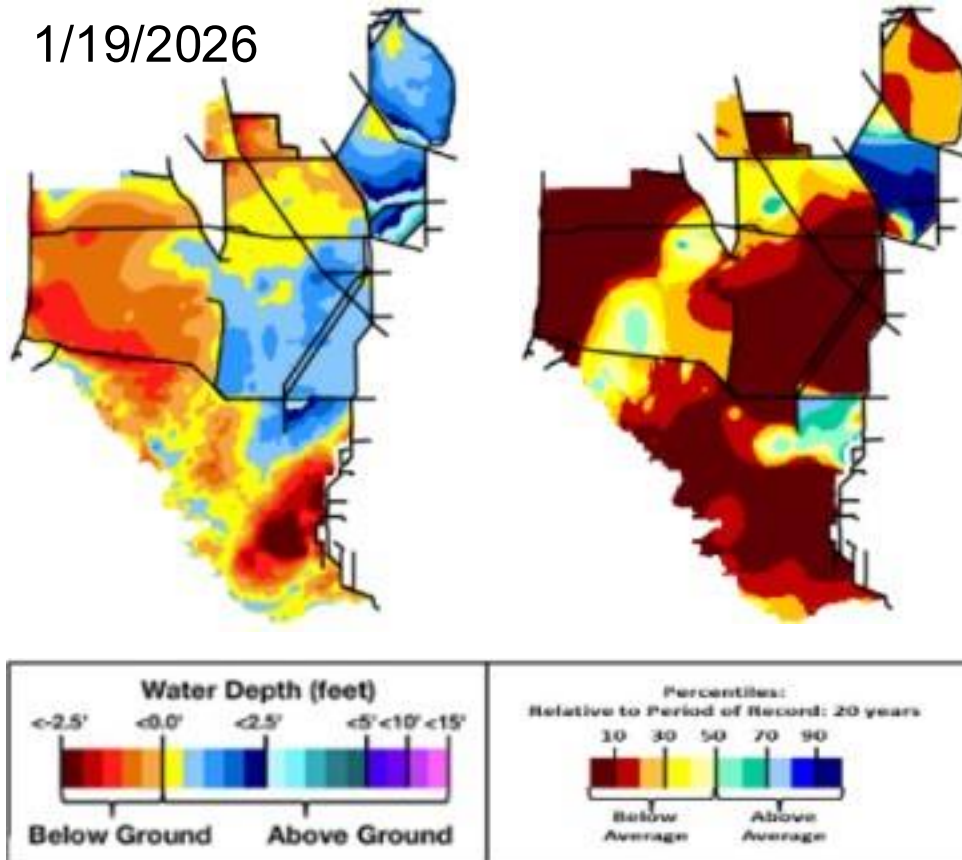 1/19/2026
Water Depth (feet)
<-2.5' <0.0' <2.5' <5' <10' <15'
Below Ground Above Ground
Percentiles:
Relative to Period of Record: 20 years
10 30 50 70 90
Below Average
Above Average